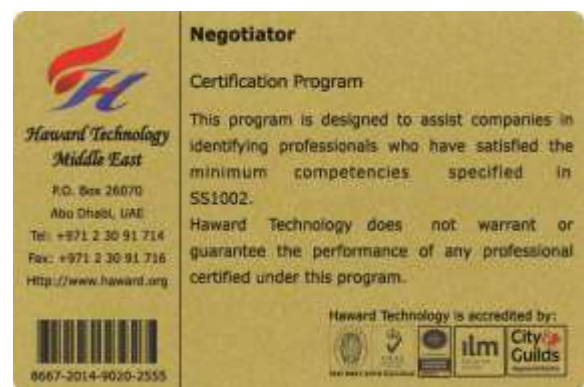 Haward Technology
Middle East
P.O. Box 26070
Abu Dhabi, UAE
Tel: +971 2 30 91 714
Fax: +971 2 30 91 716
Http://www.haward.org
8667-2014-9020-2555
Negotiator
Certification Program
This program is designed to assist companies in
identifying professionals who have satisfied the
minimum competencies specified in
SS1002.
Haward Technology does not warrant or
guarantee the performance of any professional
certified under this program.
Haward Technology is accredited by:
ilm
City &
Guilds